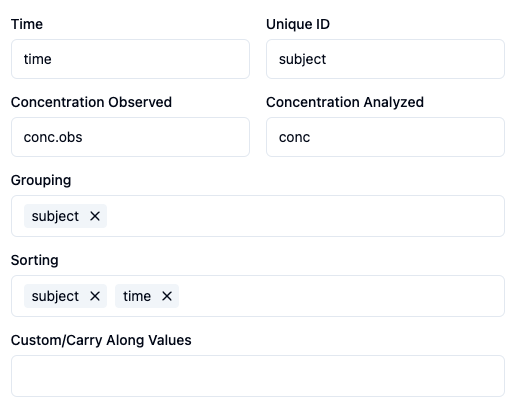 Time Unique ID
time subject
Concentration Observed Concentration Analyzed
conc.obs conc
Grouping
subject ×
Sorting
subject × time ×
Custom/Carry Along Values